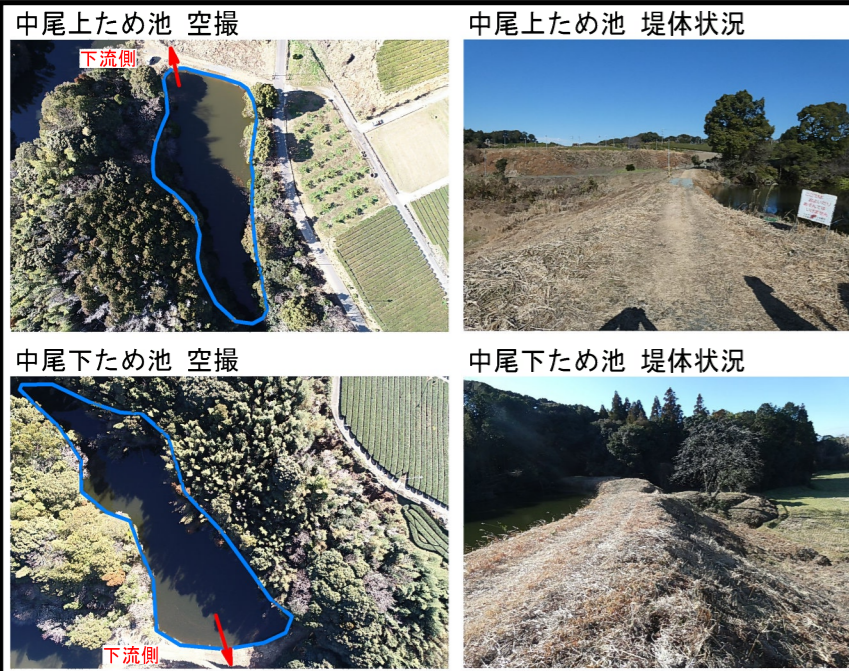 中尾上ため池 空撮
下流側
中尾上ため池 堤体状況
中尾下ため池 空撮
下流側
中尾下ため池 堤体状況